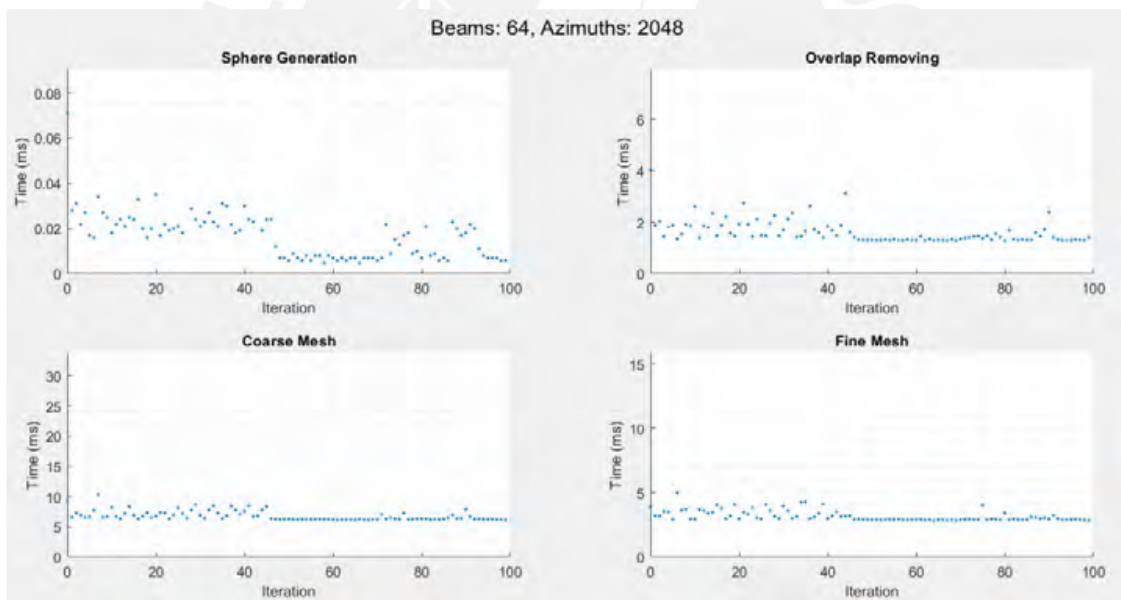 Beams: 64, Azimuths: 2048
Sphere Generation
0.08
0.06
0.04
0.02
0
Time (ms)
0 20 40 60 80 100
Iteration
Overlap Removing
6
4
2
0
Time (ms)
0 20 40 60 80 100
Iteration
Coarse Mesh
30
25
20
15
10
5
0
Time (ms)
0 20 40 60 80 100
Iteration
Fine Mesh
15
10
5
0
Time (ms)
0 20 40 60 80 100
Iteration